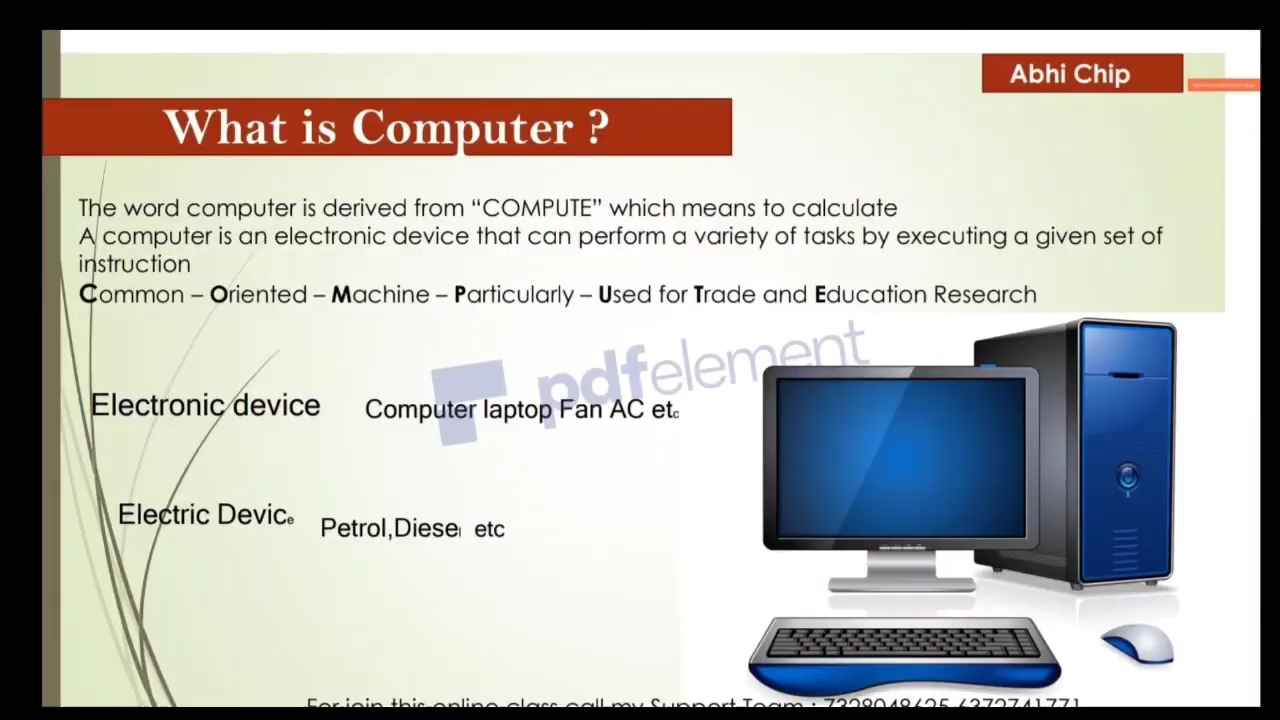 Abhi Chip
What is Computer ?
The word computer is derived from “COMPUTE” which means to calculate
A computer is an electronic device that can perform a variety of tasks by executing a given set of
instruction
Common – Oriented – Machine – Particularly – Used for Trade and Education Research
pdfelement
Electronic device Computer laptop Fan AC etc
Electric Device Petrol,Diesel etc
For join this online class call my Support Team : 7328048625,6372741771